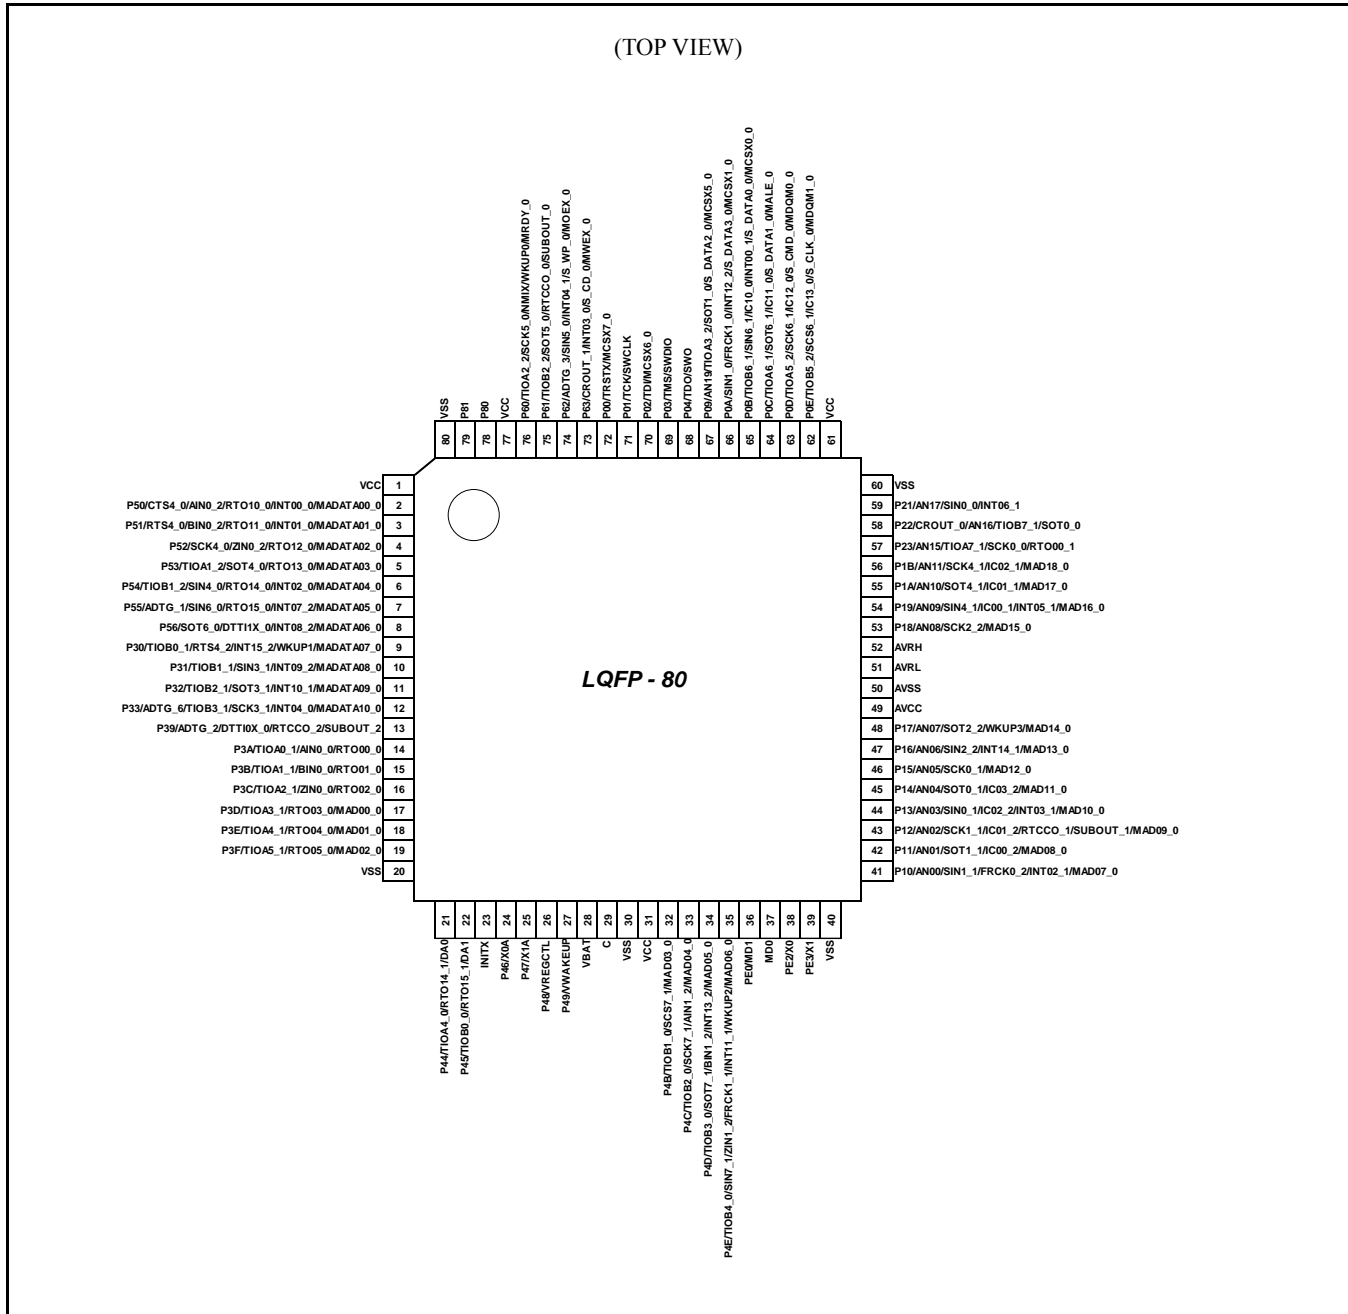 (TOP VIEW)
VSS
P81
P80
VCC
P60/TIOA2_2/SCK5_0/NMIX/WKUP0/MRDY_0
P61/TIOB2_2/SOT5_0/RTCCO_0/SUBOUT_0
P62/ADTG_3/SIN5_0/INT04_1/S_WP_0/MOEX_0
P63/CROUT_1/INT03_0/S_CD_0/MWEX_0
P00/TRSTX/MCSX7_0
P01/TCK/SWCLK
P02/TDI/MCSX6_0
P03/TMS/SWDIO
P04/TDO/SWO
P09/AN19/TIOA3_2/SOT1_0/S_DATA2_0/MCSX5_0
P0A/SIN1_0/FRCK1_0/INT12_2/S_DATA3_0/MCSX1_0
P0B/TIOB6_1/SIN6_1/IC10_0/INT00_1/S_DATA0_0/MCSX0_0
P0C/TIOA6_1/SOT6_1/IC11_0/S_DATA1_0/MALE_0
P0D/TIOA5_2/SCK6_1/IC12_0/S_CMD_0/MDQM0_0
P0E/TIOB5_2/SCS6_1/IC13_0/S_CLK_0/MDQM1_0
VCC
80
79
78
77
76
75
74
73
72
71
70
69
68
67
66
65
64
63
62
61
VCC 1
P50/CTS4_0/AIN0_2/RTO10_0/INT00_0/MADATA00_0 2
P51/RTS4_0/BIN0_2/RTO11_0/INT01_0/MADATA01_0 3
P52/SCK4_0/ZIN0_2/RTO12_0/MADATA02_0 4
P53/TIOA1_2/SOT4_0/RTO13_0/MADATA03_0 5
P54/TIOB1_2/SIN4_0/RTO14_0/INT02_0/MADATA04_0 6
P55/ADTG_1/SIN6_0/RTO15_0/INT07_2/MADATA05_0 7
P56/SOT6_0/DTTI1X_0/INT08_2/MADATA06_0 8
P30/TIOB0_1/RTS4_2/INT15_2/WKUP1/MADATA07_0 9
P31/TIOB1_1/SIN3_1/INT09_2/MADATA08_0 10
P32/TIOB2_1/SOT3_1/INT10_1/MADATA09_0 11
P33/ADTG_6/TIOB3_1/SCK3_1/INT04_0/MADATA10_0 12
P39/ADTG_2/DTTI0X_0/RTCCO_2/SUBOUT_2 13
P3A/TIOA0_1/AIN0_0/RTO00_0 14
P3B/TIOA1_1/BIN0_0/RTO01_0 15
P3C/TIOA2_1/ZIN0_0/RTO02_0 16
P3D/TIOA3_1/RTO03_0/MAD00_0 17
P3E/TIOA4_1/RTO04_0/MAD01_0 18
P3F/TIOA5_1/RTO05_0/MAD02_0 19
VSS 20
LQFP - 80
60 VSS
59 P21/AN17/SIN0_0/INT06_1
58 P22/CROUT_0/AN16/TIOB7_1/SOT0_0
57 P23/AN15/TIOA7_1/SCK0_0/RTO00_1
56 P1B/AN11/SCK4_1/IC02_1/MAD18_0
55 P1A/AN10/SOT4_1/IC01_1/MAD17_0
54 P19/AN09/SIN4_1/IC00_1/INT05_1/MAD16_0
53 P18/AN08/SCK2_2/MAD15_0
52 AVRH
51 AVRL
50 AVSS
49 AVCC
48 P17/AN07/SOT2_2/WKUP3/MAD14_0
47 P16/AN06/SIN2_2/INT14_1/MAD13_0
46 P15/AN05/SCK0_1/MAD12_0
45 P14/AN04/SOT0_1/IC03_2/MAD11_0
44 P13/AN03/SIN0_1/IC02_2/INT03_1/MAD10_0
43 P12/AN02/SCK1_1/IC01_2/RTCCO_1/SUBOUT_1/MAD09_0
42 P11/AN01/SOT1_1/IC00_2/MAD08_0
41 P10/AN00/SIN1_1/FRCK0_2/INT02_1/MAD07_0
21
22
23
24
25
26
27
28
29
30
31
32
33
34
35
36
37
38
39
40
P44/TIOA4_0/RTO14_1/DA0
P45/TIOB0_0/RTO15_1/DA1
INITX
P46/X0A
P47/X1A
P48/VREGCTL
P49/VWAKEUP
VBAT
C
VSS
VCC
P4B/TIOB1_0/SCS7_1/MAD03_0
P4C/TIOB2_0/SCK7_1/AIN1_2/MAD04_0
P4D/TIOB3_0/SOT7_1/BIN1_2/INT13_2/MAD05_0
P4E/TIOB4_0/SIN7_1/ZIN1_2/FRCK1_1/INT11_1/WKUP2/MAD06_0
PE0/MD1
MD0
PE2/X0
PE3/X1
VSS